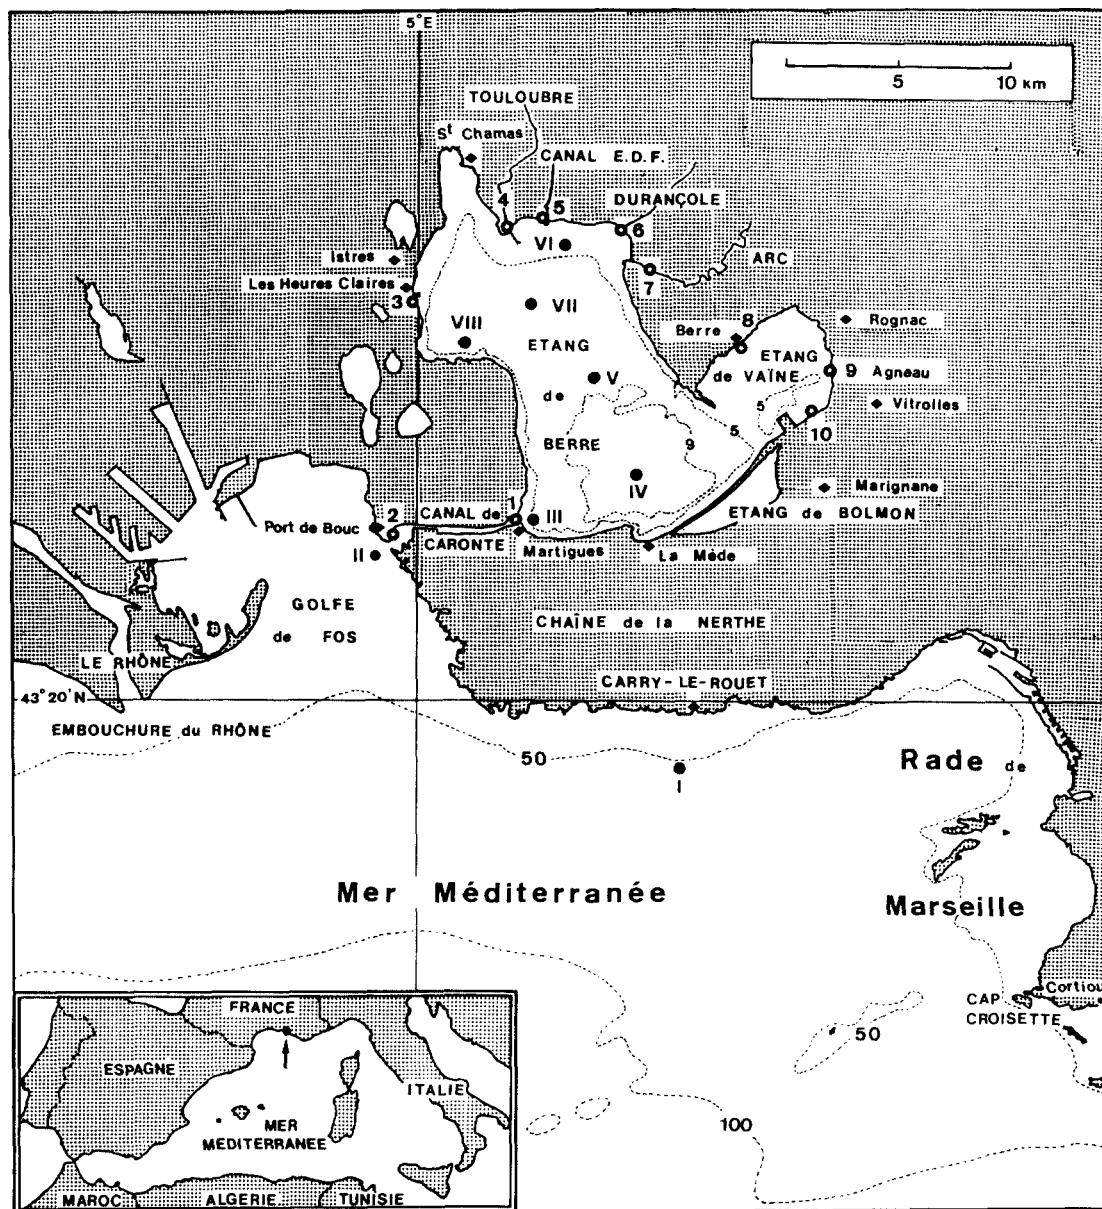 5°E
5
10 KM
TOULOUBRE
Sᵗ Chamas
CANAL E.D.F.
4
5
DURANÇOLE
6
VI
ARC
Istres
7
Les Heures Claires
3
VII
8
Rognac
VIII
Berre
ETANG
ETANG
de VAÏNE
9 Agneau
V
de
5
Vitrolles
BERRE
9
5
10
IV
Marignane
1
CANAL de
III
ETANG de BOLMON
2
Port de Bouc
CARONTE
Martigues
La Mède
II
GOLFE
de FOS
CHAÎNE de la NERTHE
LE RHÔNE
CARRY-LE-ROUET
43°20'N
EMBOUCHURE du RHÔNE
50
Rade de
I
Mer Méditerranée
Marseille
Cortiou
CAP
CROISETTE
50
100
FRANCE
ESPAGNE
ITALIE
MER
MEDITERRANEE
MAROC
ALGERIE
TUNISIE